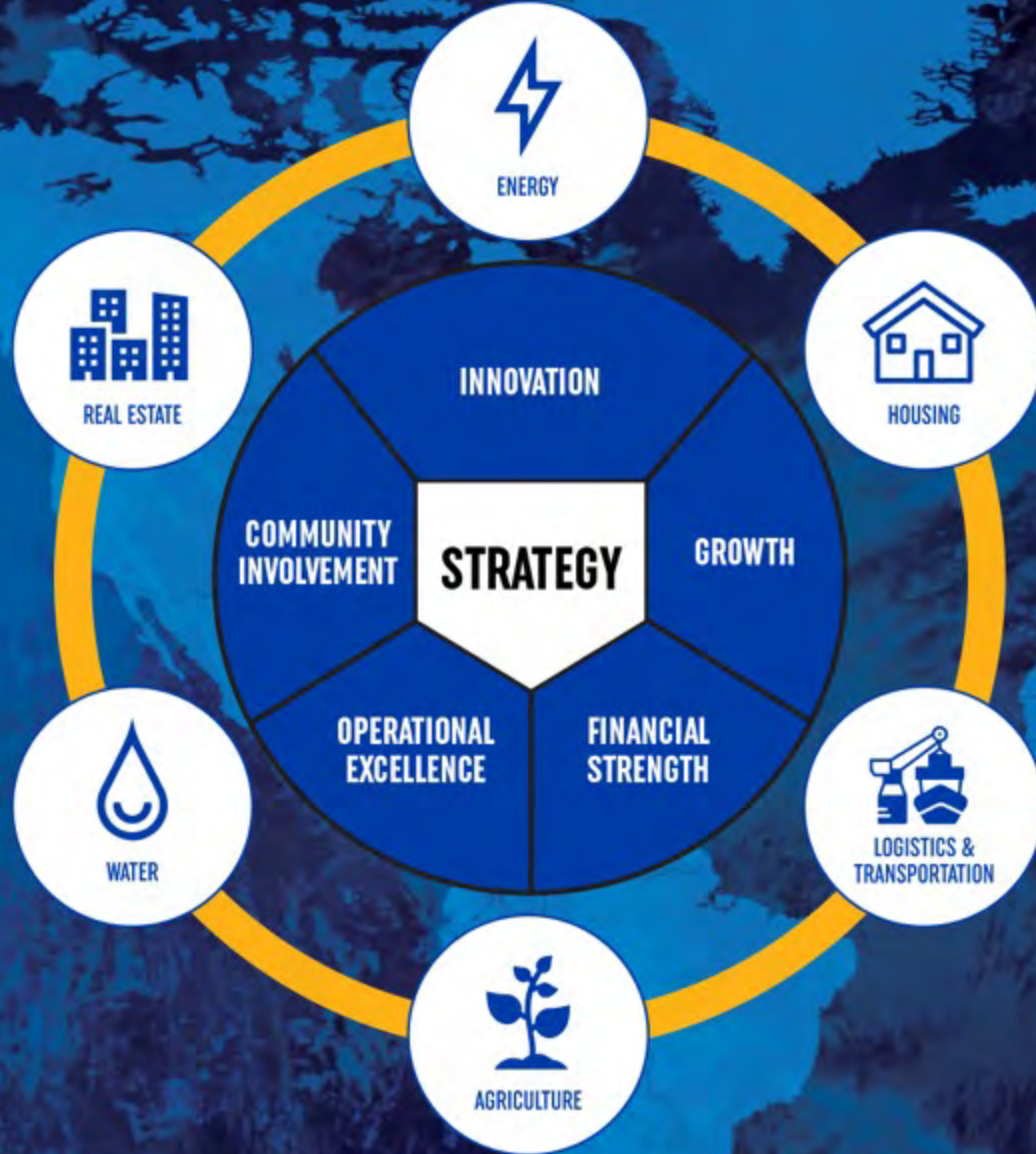 ENERGY
REAL ESTATE
HOUSING
INNOVATION
COMMUNITY
INVOLVEMENT
STRATEGY
GROWTH
OPERATIONAL
EXCELLENCE
FINANCIAL
STRENGTH
WATER
LOGISTICS &
TRANSPORTATION
AGRICULTURE